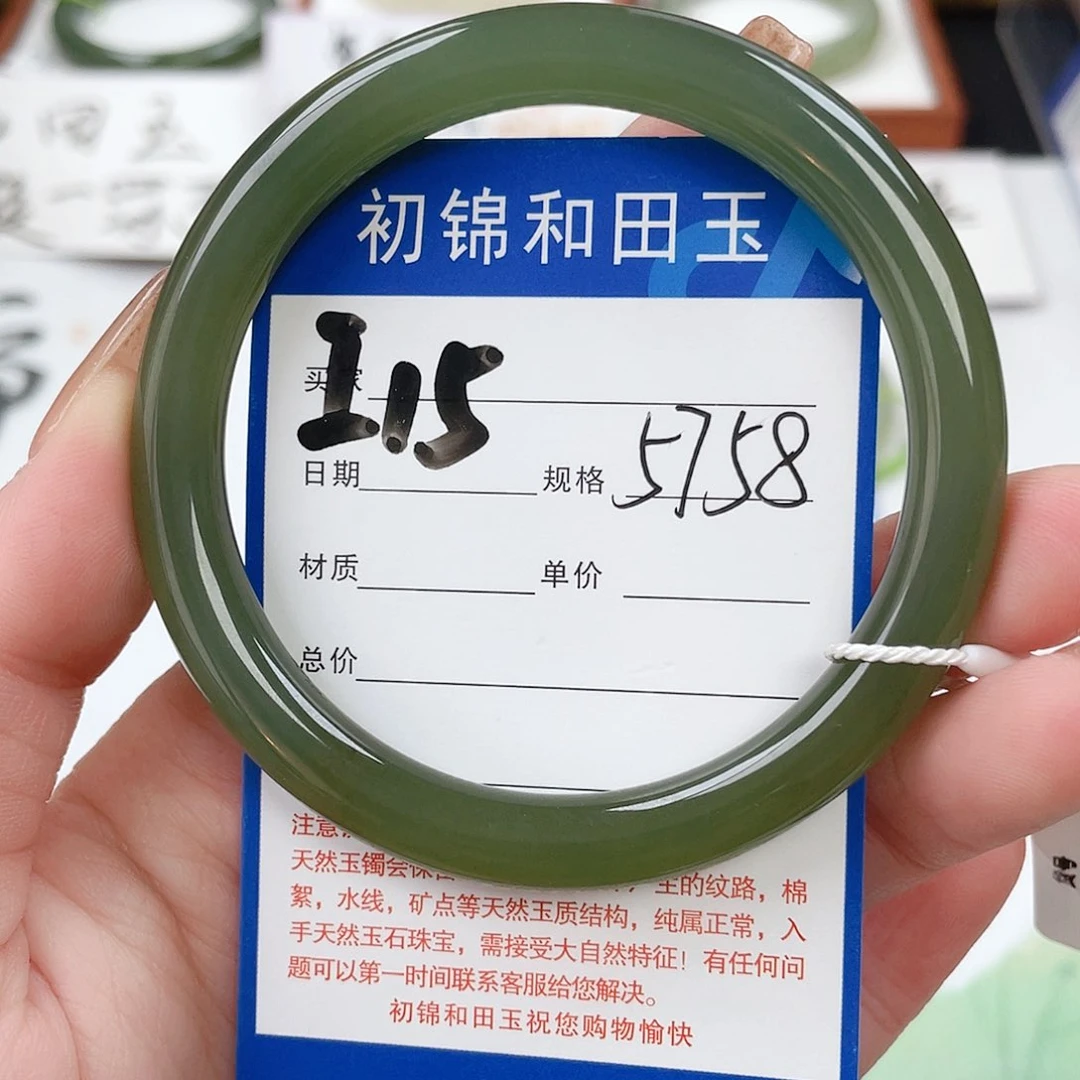 初锦和田玉
I.15
买家
日期 规格 5758
材质 单价
总价
注意
天然玉镯会 生的纹路，棉
絮，水线，矿点等天然玉质结构，纯属正常，入
手天然玉石珠宝，需接受大自然特征！有任何问
题可以第一时间联系客服给您解决。
初锦和田玉祝您购物愉快